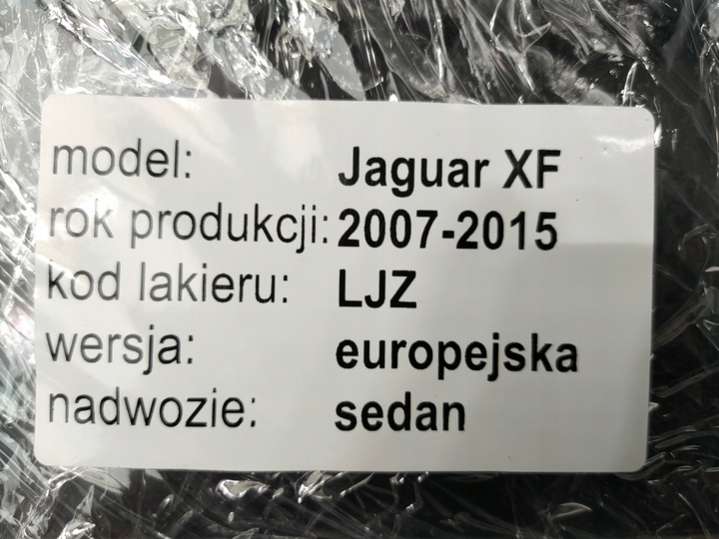 model: Jaguar XF
rok produkcji: 2007-2015
kod lakieru: LJZ
wersja: europejska
nadwozie: sedan